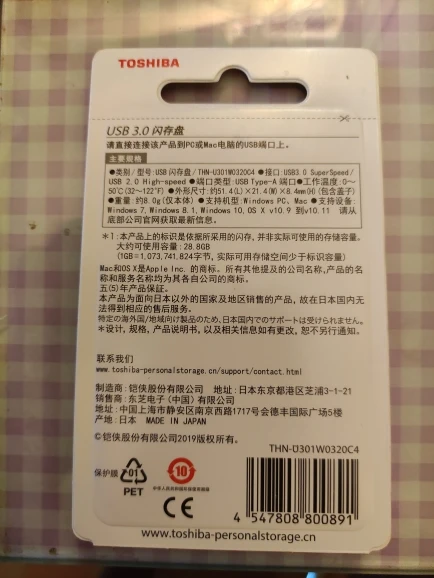 TOSHIBA
USB 3.0 闪存盘
请直接连接该产品到PC或Mac电脑的USB端口上。
主要规格
●类别/型号:USB 闪存盘/THN-U301W0320C4 ●接口:USB3.0 SuperSpeed/
USB 2.0 High-speed ●端口类型:USB Type-A 端口●工作温度:0～
50℃(32～122℉) ●外形尺寸:约51.4(L)×21.4(W)×8.4mm(H)(包含盖子)
●重量:约8.0g(仅本体) ●支持机型:Windows PC、Mac ●支持设备:
Windows 7, Windows 8.1, Windows 10, OS X v10.9 到v10.11 请从
底部公司官网获取最新信息。
*1:本产品上的标识是依据所采用的闪存,并非实际可使用的存储容量。
大约可使用容量:28.8GB
(1GB=1,073,741,824字节, 实际可用存储空间少于标识容量)
Mac和OS X是Apple Inc. 的商标。所有其他提及的公司名称,产品的名
称和服务名称均为其各自公司的商标。
五(5)年产品保证。
本产品为面向日本以外的国家及地区销售的产品，故在日本国内无
法得到相应的售后服务。
特定の海外国/地域向け製品のため、日本国内でのサポートは受けられません。
*设计，规格，产品说明书，以及相关信息如有更改，恕不另行通知。
联系我们
www.toshiba-personalstorage.cn/support/contact.html
制造商:铠侠股份有限公司 地址:日本东京都港区芝浦3-1-21
销售商:东芝电子（中国）有限公司
地址:中国上海市静安区南京西路1717号会德丰国际广场5楼
产地:日本 MADE IN JAPAN
©铠侠股份有限公司2019版权所有。
THN-U301W0320C4
保护膜
01
PET
10
CE
4 547808 800891
www.toshiba-personalstorage.cn